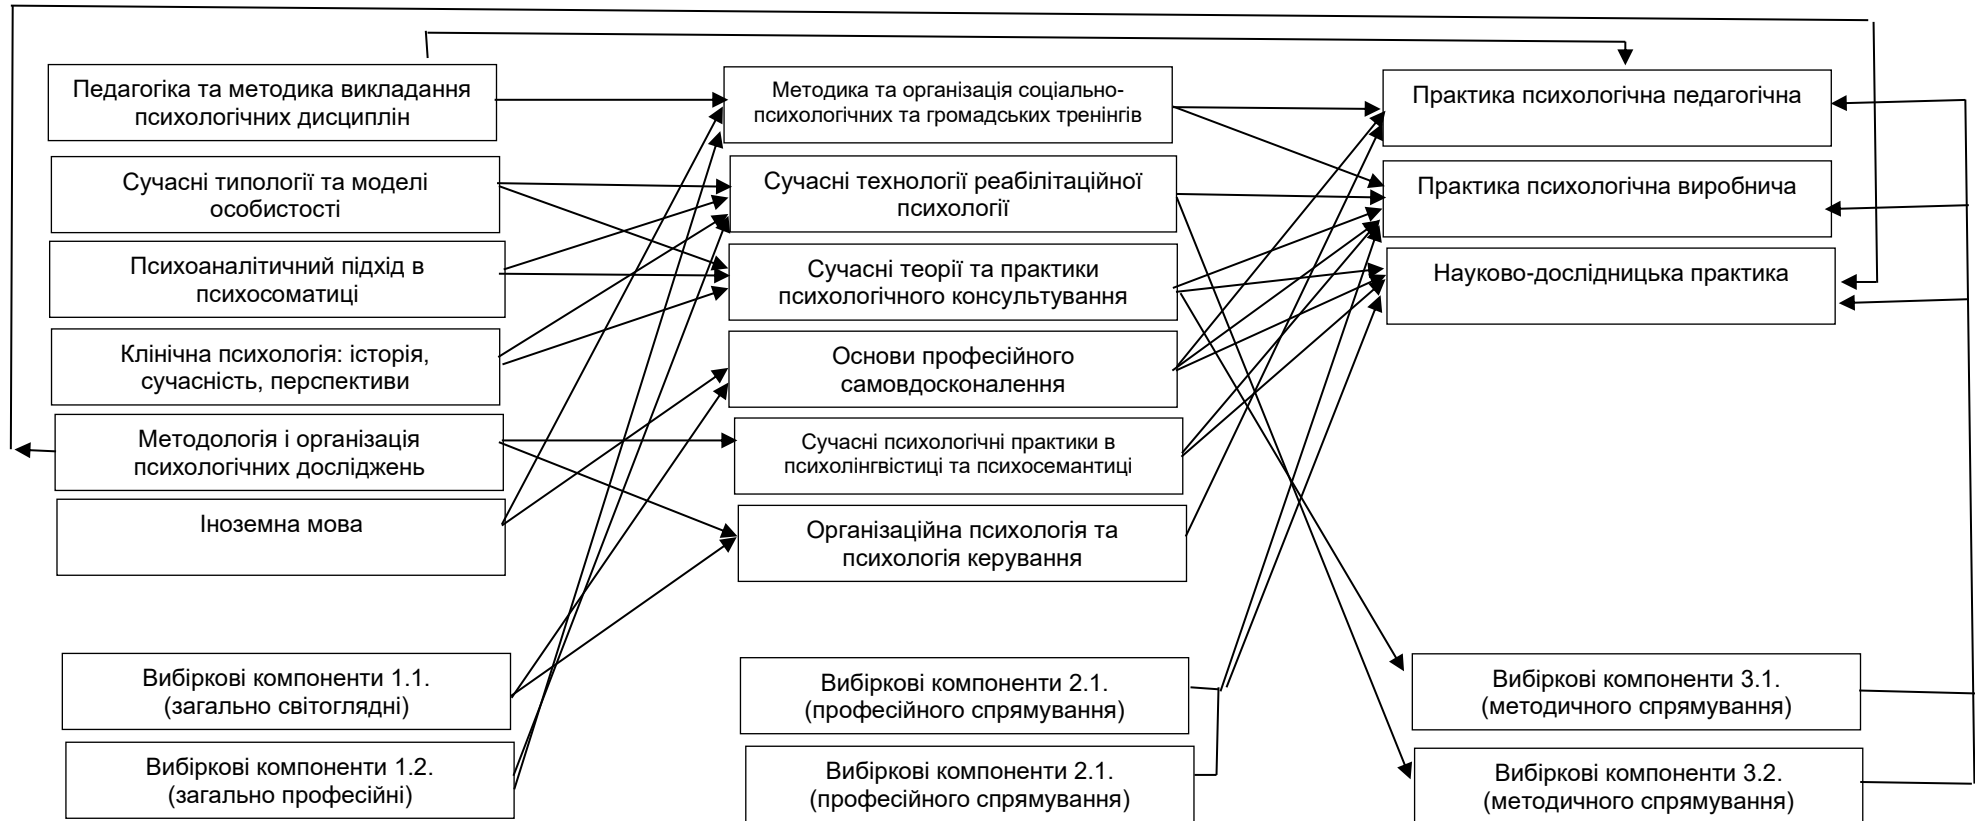 Педагогіка та методика викладання
психологічних дисциплін
Сучасні типології та моделі
особистості
Психоаналітичний підхід в
психосоматиці
Клінічна психологія: історія,
сучасність, перспективи
Методологія і організація
психологічних досліджень
Іноземна мова
Вибіркові компоненти 1.1.
(загально світоглядні)
Вибіркові компоненти 1.2.
(загально професійні)
Методика та організація соціально-
психологічних та громадських тренінгів
Сучасні технології реабілітаційної
психології
Сучасні теорії та практики
психологічного консультування
Основи професійного
самовдосконалення
Сучасні психологічні практики в
психолінгвістиці та психосемантиці
Організаційна психологія та
психологія керування
Вибіркові компоненти 2.1.
(професійного спрямування)
Вибіркові компоненти 2.1.
(професійного спрямування)
Практика психологічна педагогічна
Практика психологічна виробнича
Науково-дослідницька практика
Вибіркові компоненти 3.1.
(методичного спрямування)
Вибіркові компоненти 3.2.
(методичного спрямування)